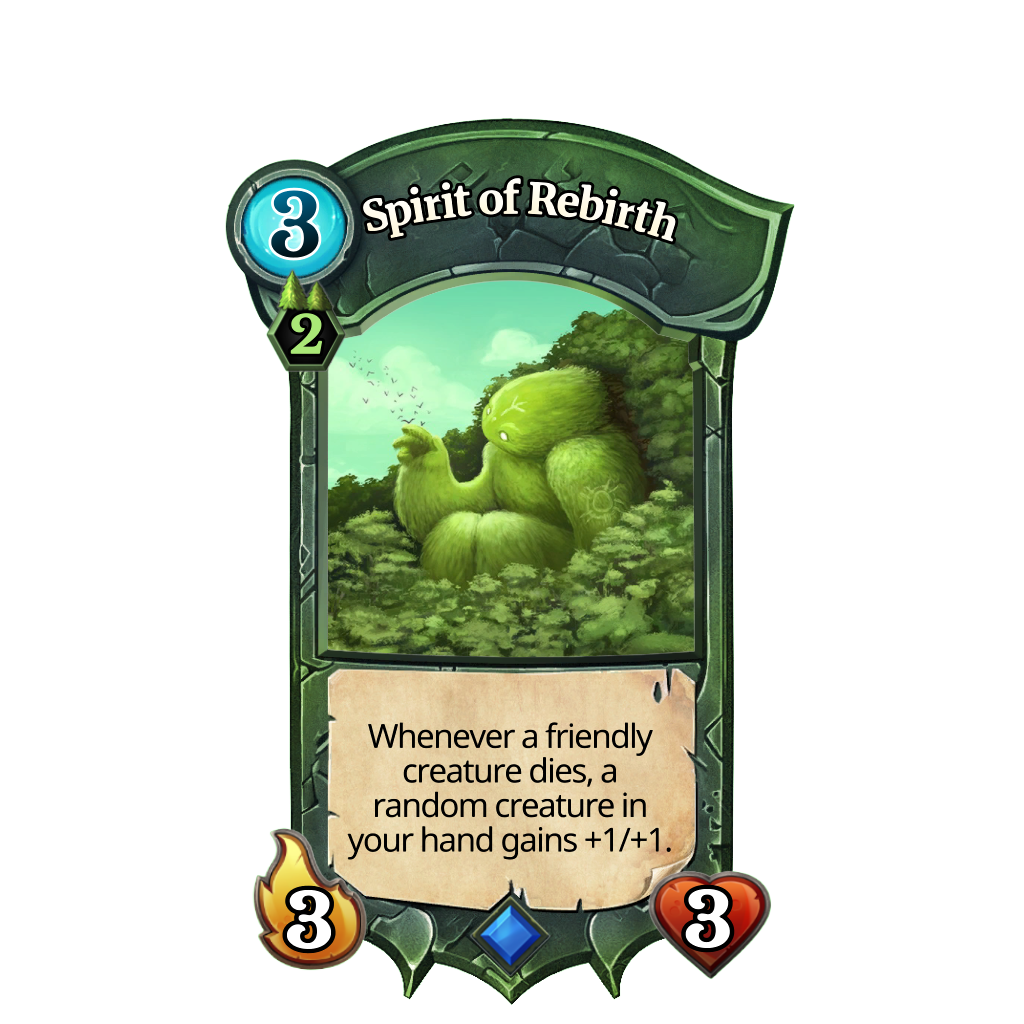 3
Spirit of Rebirth
2
Whenever a friendly
creature dies, a
random creature in
your hand gains +1/+1.
3
3